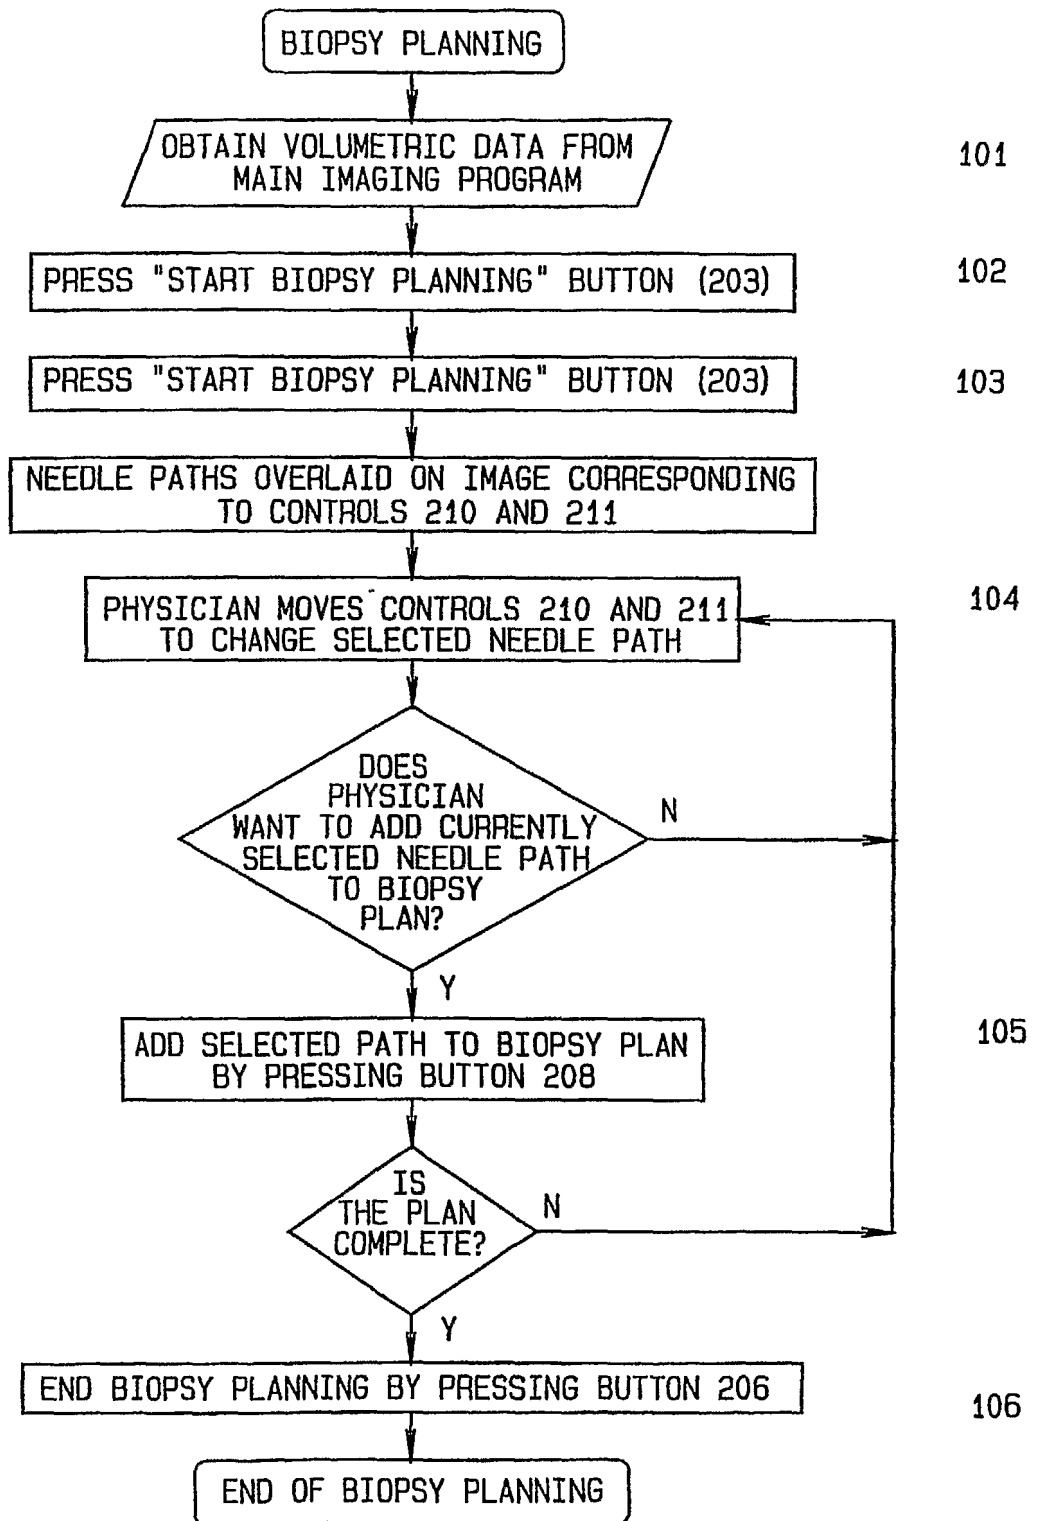 BIOPSY PLANNING
OBTAIN VOLUMETRIC DATA FROM
MAIN IMAGING PROGRAM
101
PRESS "START BIOPSY PLANNING" BUTTON (203)
102
PRESS "START BIOPSY PLANNING" BUTTON (203)
103
NEEDLE PATHS OVERLAID ON IMAGE CORRESPONDING
TO CONTROLS 210 AND 211
PHYSICIAN MOVES CONTROLS 210 AND 211
TO CHANGE SELECTED NEEDLE PATH
104
DOES
PHYSICIAN
WANT TO ADD CURRENTLY
SELECTED NEEDLE PATH
TO BIOPSY
PLAN?
N
Y
ADD SELECTED PATH TO BIOPSY PLAN
BY PRESSING BUTTON 208
105
IS
THE PLAN
COMPLETE?
N
Y
END BIOPSY PLANNING BY PRESSING BUTTON 206
106
END OF BIOPSY PLANNING